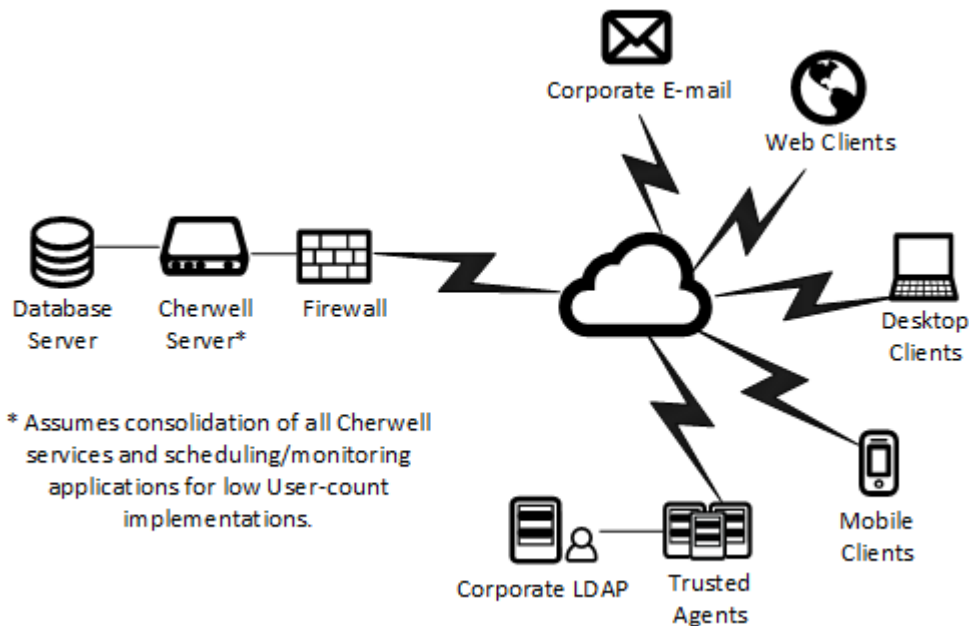 Corporate E-mail
Web Clients
Database
Server
Cherwell
Server*
Firewall
Desktop
Clients
* Assumes consolidation of all Cherwell
services and scheduling/monitoring
applications for low User-count
implementations.
Mobile
Clients
Corporate LDAP
Trusted
Agents